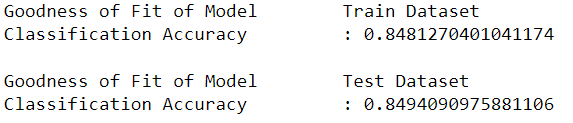 Goodness of Fit of Model Train Dataset
Classification Accuracy : 0.8481270401041174
Goodness of Fit of Model Test Dataset
Classification Accuracy : 0.8494090975881106